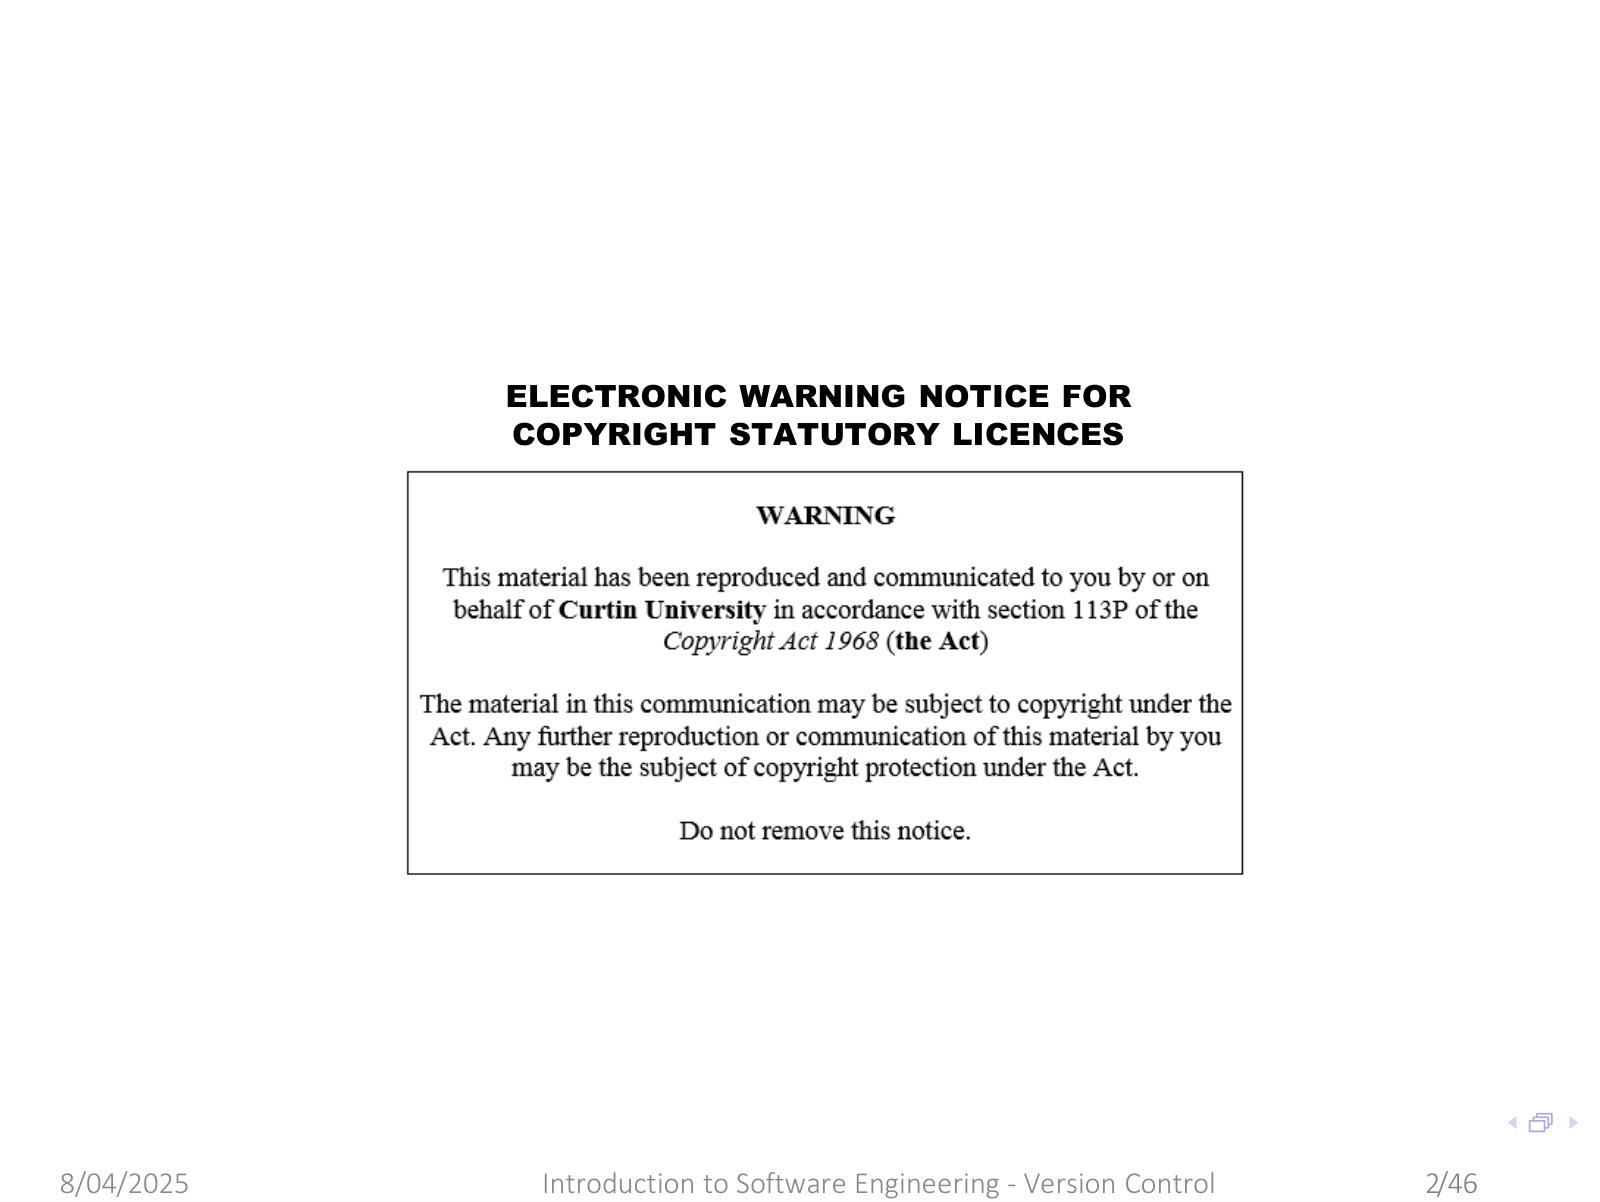 ELECTRONIC WARNING NOTICE FOR
COPYRIGHT STATUTORY LICENCES
WARNING
This material has been reproduced and communicated to you by or on
behalf of Curtin University in accordance with section 113P of the
Copyright Act 1968 (the Act)
The material in this communication may be subject to copyright under the
Act. Any further reproduction or communication of this material by you
may be the subject of copyright protection under the Act.
Do not remove this notice.
8/04/2025 Introduction to Software Engineering - Version Control 2/46